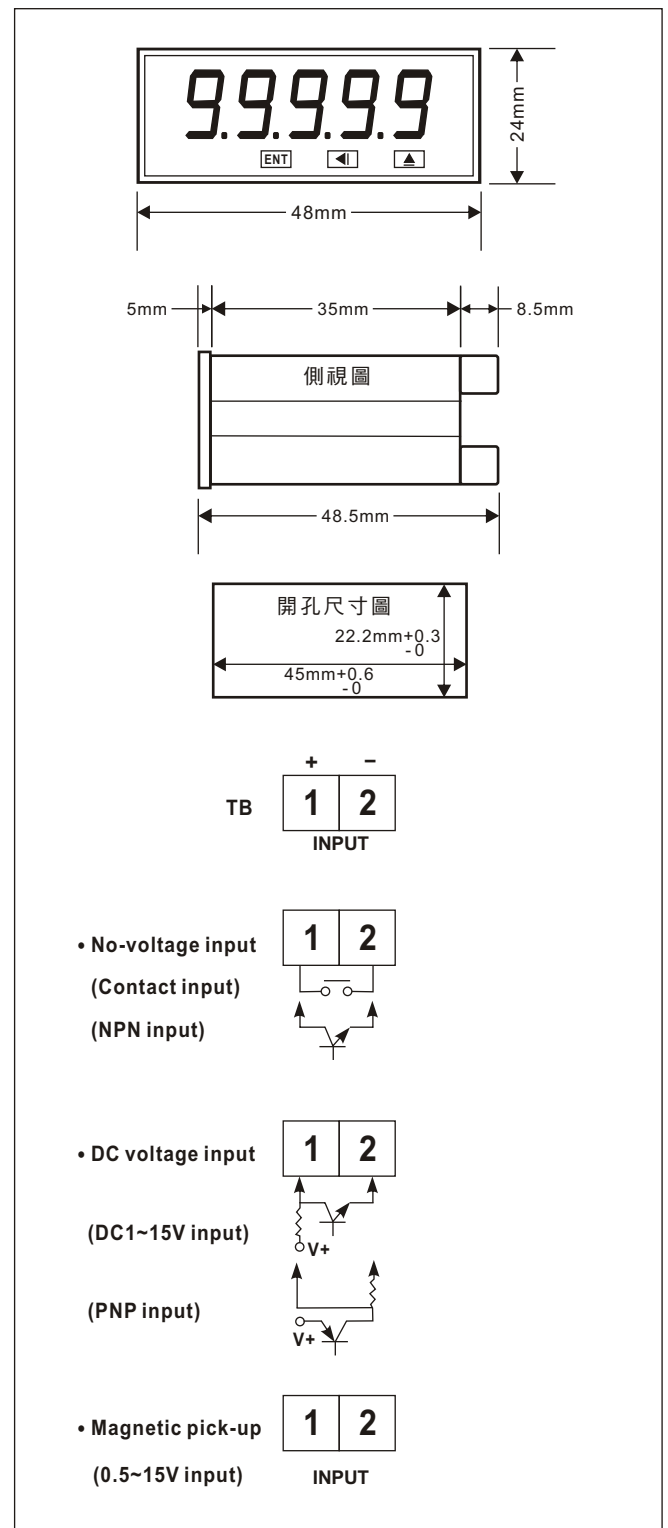 9.9.9.9.9
ENT
24mm
48mm
5mm 35mm 8.5mm
側視圖
48.5mm
開孔尺寸圖
22.2mm+0.3
-0
45mm+0.6
-0
+ −
TB 1 2
INPUT
• No-voltage input 1 2
(Contact input)
(NPN input)
• DC voltage input 1 2
(DC1~15V input)
V+
(PNP input)
V+
• Magnetic pick-up 1 2
(0.5~15V input) INPUT